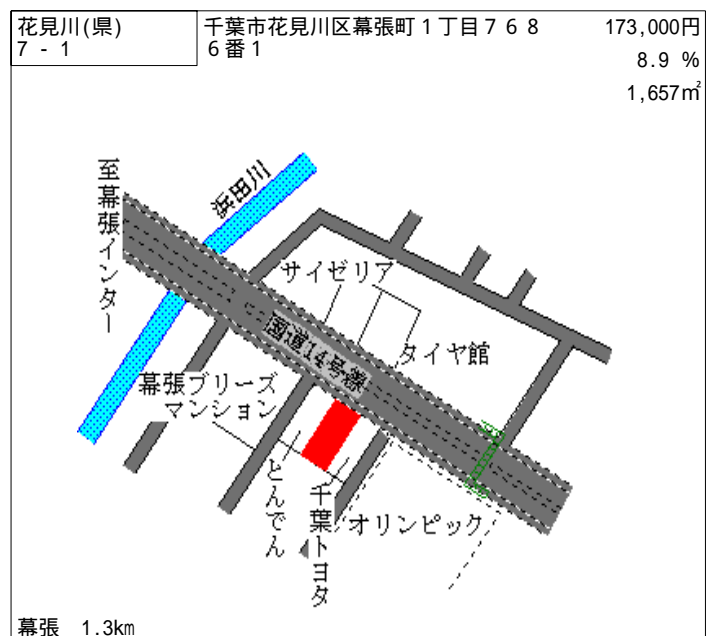 花見川(県)
7 - 1
千葉市花見川区幕張町1丁目768
6番1
173,000円
8.9 %
1,657㎡
至幕張インター
浜田川
サイゼリア
国道14号線
タイヤ館
幕張ブリーズ
マンション
とんでん
千葉トヨタ
オリンピック
幕張 1.3km